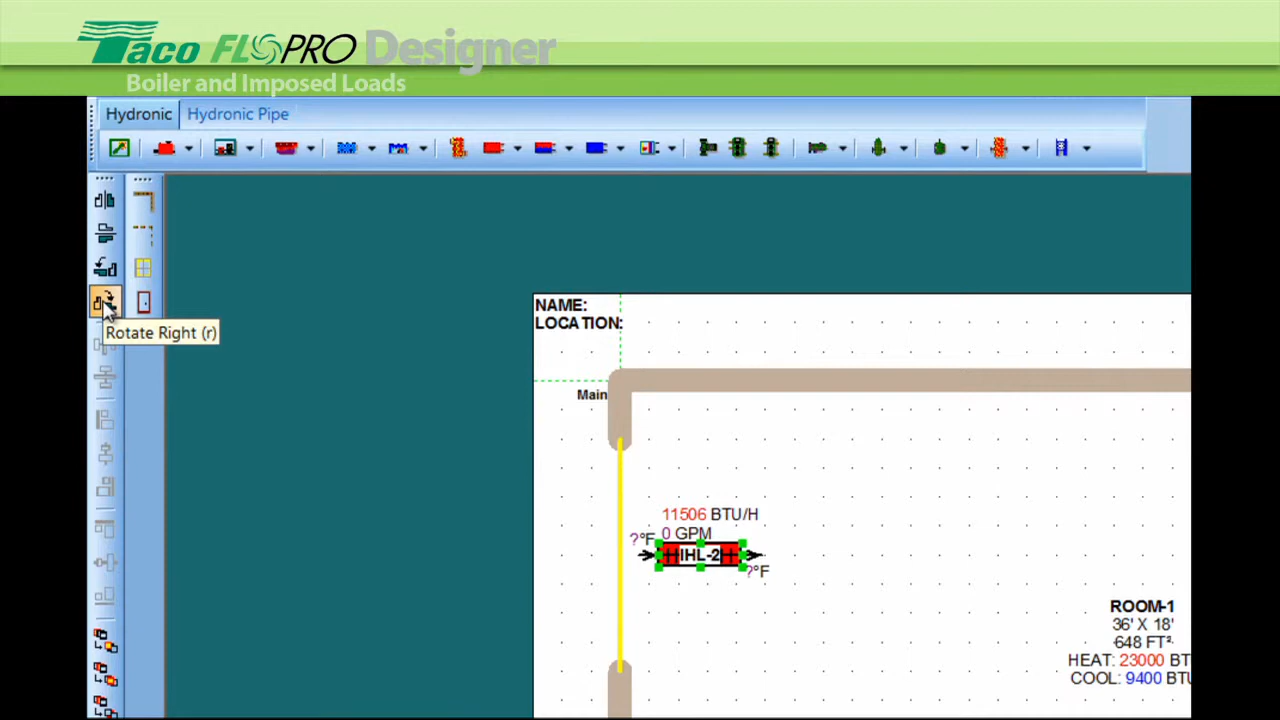 Taco FLOPRO Designer
Boiler and Imposed Loads
Hydronic Hydronic Pipe
Rotate Right (r)
NAME:
LOCATION:
Main
11506 BTU/H
0 GPM
?°F
IHL-2
?°F
ROOM-1
36' X 18'
648 FT²
HEAT: 23000 BT
COOL: 9400 BTU